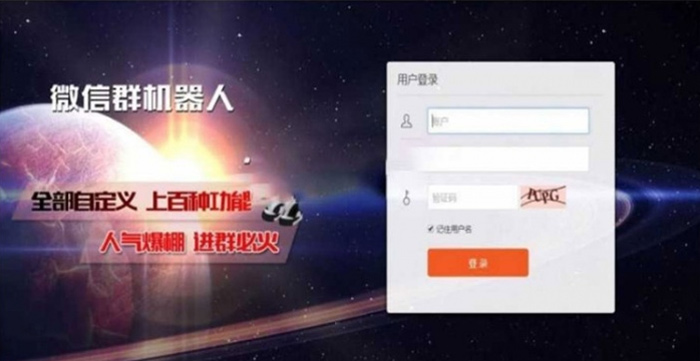 微信群机器人
全部自定义 上百种功能
人气爆棚 进群必火
用户登录
账户
验证码
记住用户名
登录